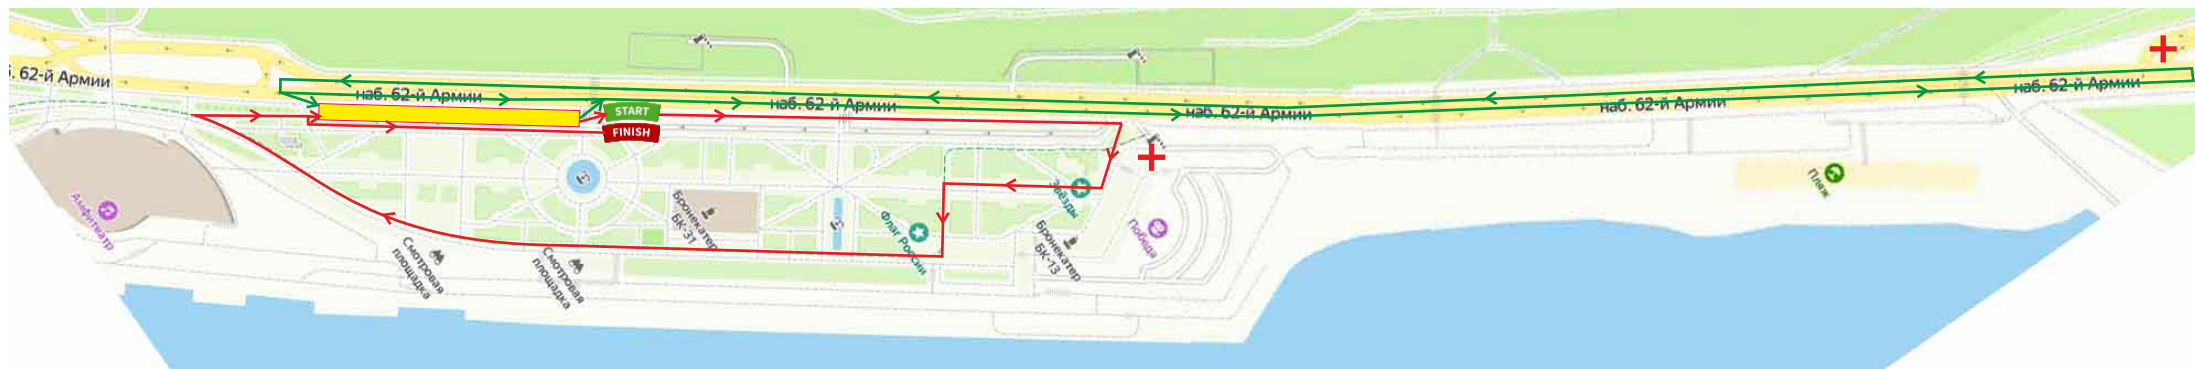 б. 62-й Армии
наб. 62-й Армии
наб. 62-й Армии
наб. 62-й Армии
наб. 62-й Армии
наб. 62-й Армии
START
FINISH
Амфитеатр
Смотровая
площадка
Смотровая
площадка
Бронекатер
БК-31
Флаг России
Звёзды
Бронекатер
БК-13
Победа
Пляж